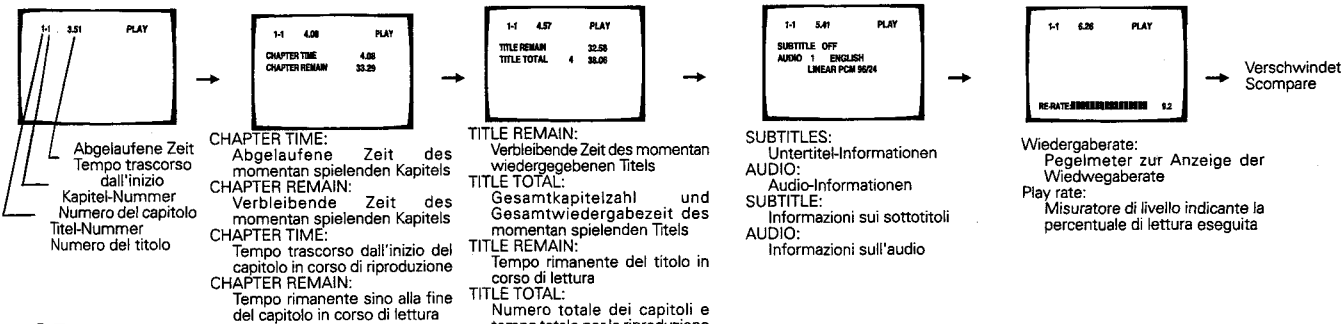 1-1 3.51 PLAY
Abgelaufene Zeit
Tempo trascorso
dall'inizio
Kapitel-Nummer
Numero del capitolo
Titel-Nummer
Numero del titolo
1-1 4.08 PLAY
CHAPTER TIME 4.08
CHAPTER REMAIN 33.29
CHAPTER TIME:
Abgelaufene Zeit des
momentan spielenden Kapitels
CHAPTER REMAIN:
Verbleibende Zeit des
momentan spielenden Kapitels
CHAPTER TIME:
Tempo trascorso dall'inizio del
capitolo in corso di riproduzione
CHAPTER REMAIN:
Tempo rimanente sino alla fine
del capitolo in corso di lettura
1-1 4.57 PLAY
TITLE REMAIN 32.58
TITLE TOTAL 4 38.06
TITLE REMAIN:
Verbleibende Zeit des momentan
wiedergegebenen Titels
TITLE TOTAL:
Gesamtkapitelzahl und
Gesamtwiedergabezeit des
momentan spielenden Titels
TITLE REMAIN:
Tempo rimanente del titolo in
corso di lettura
TITLE TOTAL:
Numero totale dei capitoli e
tempo totale per la riproduzione
1-1 5.41 PLAY
SUBTITLE OFF
AUDIO 1 ENGLISH
LINEAR PCM 96/24
SUBTITLES:
Untertitel-Informationen
AUDIO:
Audio-Informationen
SUBTITLE:
Informazioni sui sottotitoli
AUDIO:
Informazioni sull'audio
1-1 6.26 PLAY
RE-RATE: 9.2
Wiedergaberate:
Pegelmeter zur Anzeige der
Wiedwegaberate
Play rate:
Misuratore di livello indicante la
percentuale di lettura eseguita
Verschwindet
Scompare